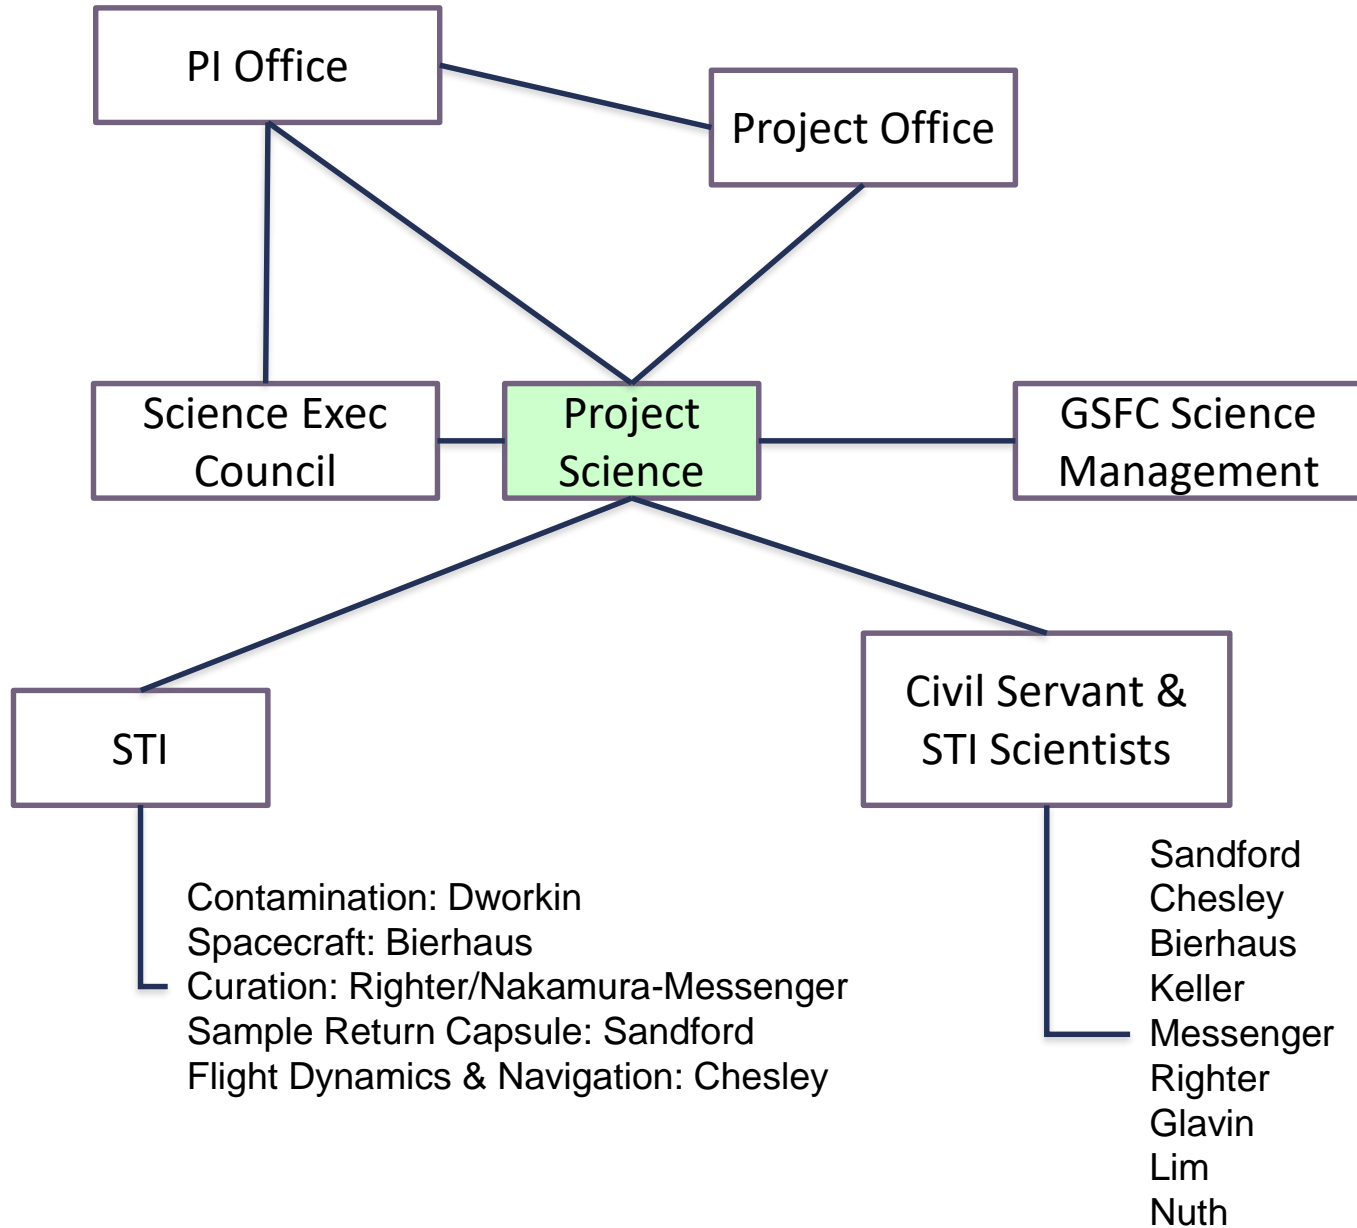 PI Office
Project Office
Science Exec
Council
Project
Science
GSFC Science
Management
STI
Civil Servant &
STI Scientists
Contamination: Dworkin
Spacecraft: Bierhaus
Curation: Righter/Nakamura-Messenger
Sample Return Capsule: Sandford
Flight Dynamics & Navigation: Chesley
Sandford
Chesley
Bierhaus
Keller
Messenger
Righter
Glavin
Lim
Nuth